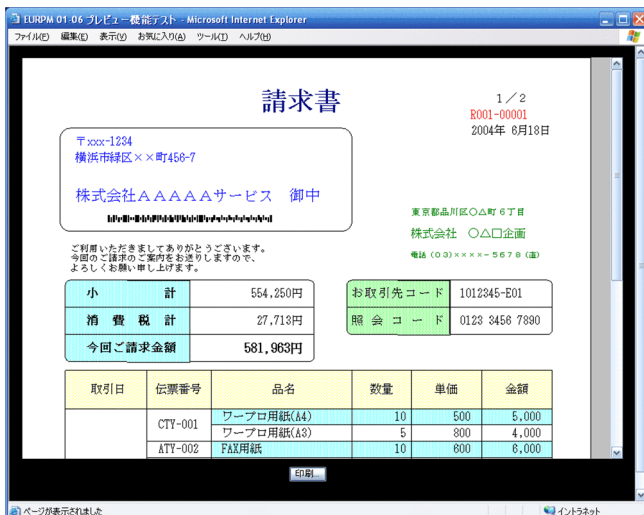 EURPM 01-06 プレビュー機能テスト - Microsoft Internet Explorer
ファイル(F) 編集(E) 表示(V) お気に入り(A) ツール(T) ヘルプ(H)
請求書
1/2
R001-00001
2004年 6月18日
〒xxx-1234
横浜市緑区××町456-7
株式会社AAAAAサービス 御中
東京都品川区○△町6丁目
株式会社 ○△□企画
電話 (03)××××-5678 (直)
ご利用いただきましてありがとうございます。
今回のご請求のご案内をお送りしますので、
よろしくお願い申し上げます。
小計 554,250円
消費税計 27,713円
今回ご請求金額 581,963円
お取引先コード 1012345-E01
照会コード 0123 3456 7890
取引日 伝票番号 品名 数量 単価 金額
CTY-001 ワープロ用紙(A4) 10 500 5,000
ワープロ用紙(A3) 5 800 4,000
ATY-002 FAX用紙 10 600 6,000
印刷...
ページが表示されました イントラネット